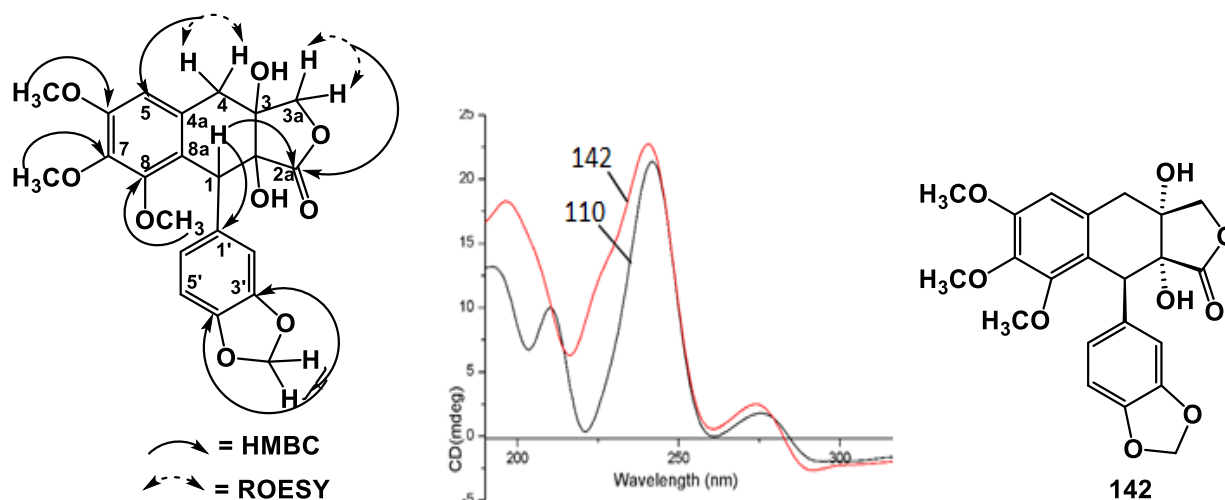 H H
H OH H
H₃CO 5 4 3 3a H
4a H O
7 8a 2a
H₃CO 8 1 OH O
OCH₃
1'
5' 3'
O
O H
H
= HMBC
= ROESY
25
20
15
10
5
0
-5
CD(mdeg)
142
110
200 250 300
Wavelength (nm)
OH
H₃CO
O
H₃CO OH O
H₃CO
O
O
142